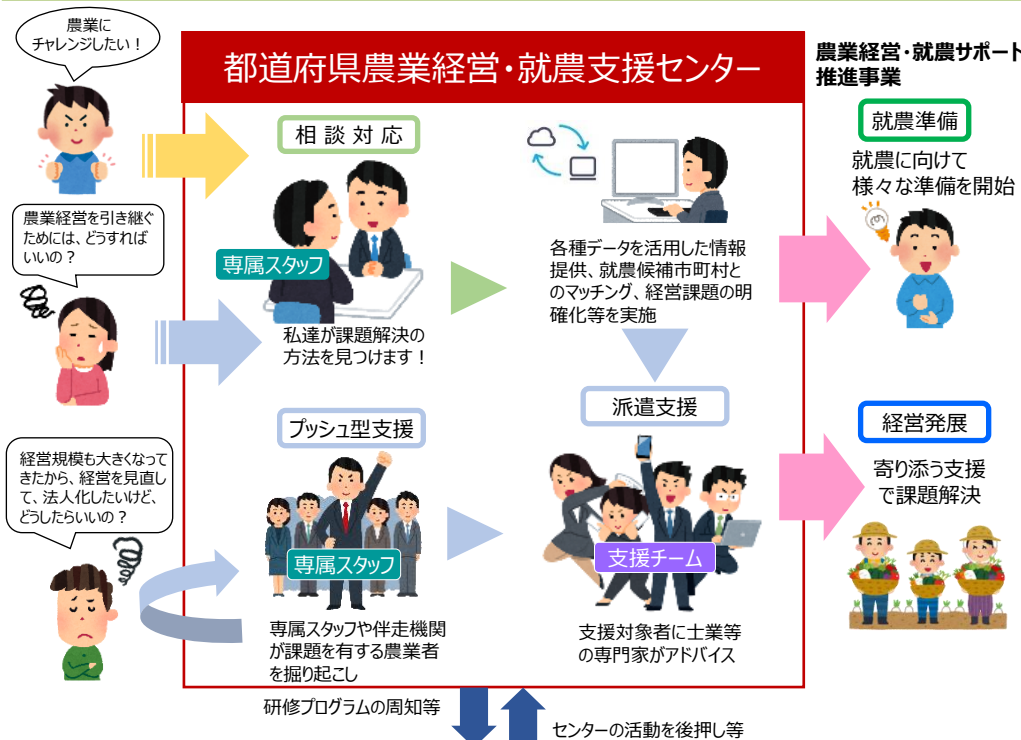 農業に
チャレンジしたい！
都道府県農業経営・就農支援センター
農業経営・就農サポート
推進事業
相談対応
専属スタッフ
私達が課題解決の
方法を見つけます！
各種データを活用した情報
提供、就農候補市町村と
のマッチング、経営課題の明
確化等を実施
就農準備
就農に向けて
様々な準備を開始
農業経営を引き継ぐ
ためには、どうすれば
いいの？
プッシュ型支援
専属スタッフ
専属スタッフや伴走機関
が課題を有する農業者
を掘り起こし
派遣支援
支援チーム
支援対象者に士業等
の専門家がアドバイス
経営発展
寄り添う支援
で課題解決
経営規模も大きくなって
きたから、経営を見直し
て、法人化したいけど、
どうしたらいいの？
研修プログラムの周知等
センターの活動を後押し等